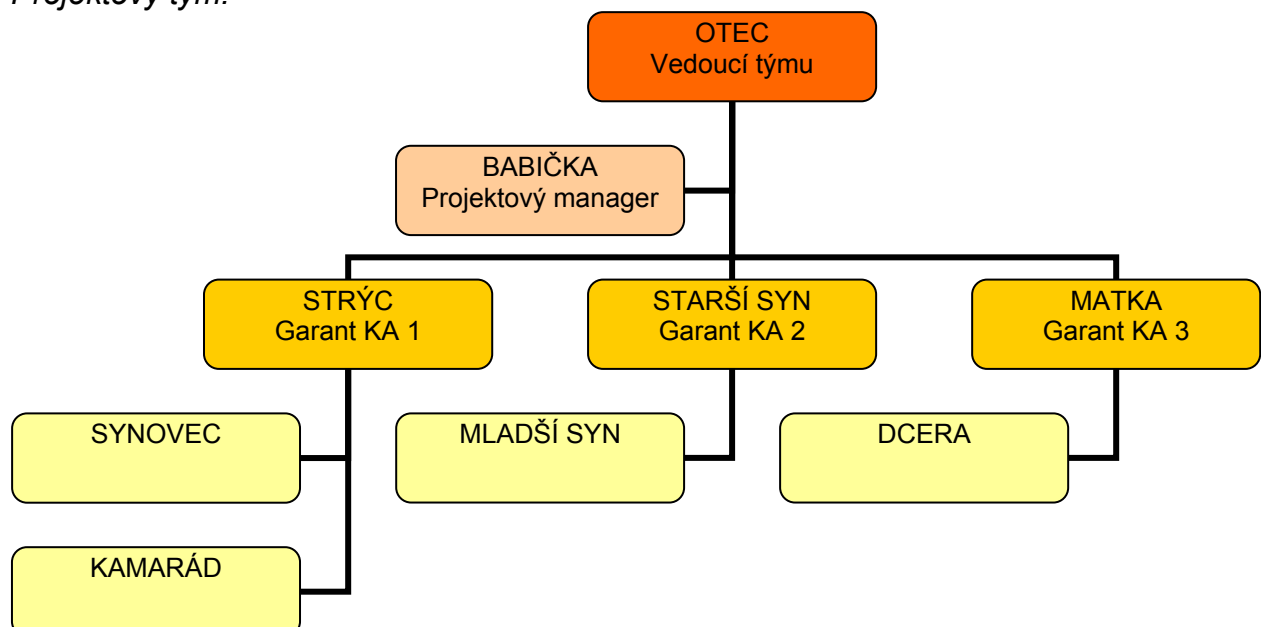 Projektový tým:
OTEC
Vedoucí týmu
BABIČKA
Projektový manager
STRÝC
Garant KA 1
STARŠÍ SYN
Garant KA 2
MATKA
Garant KA 3
SYNOVEC
MLADŠÍ SYN
DCERA
KAMARÁD